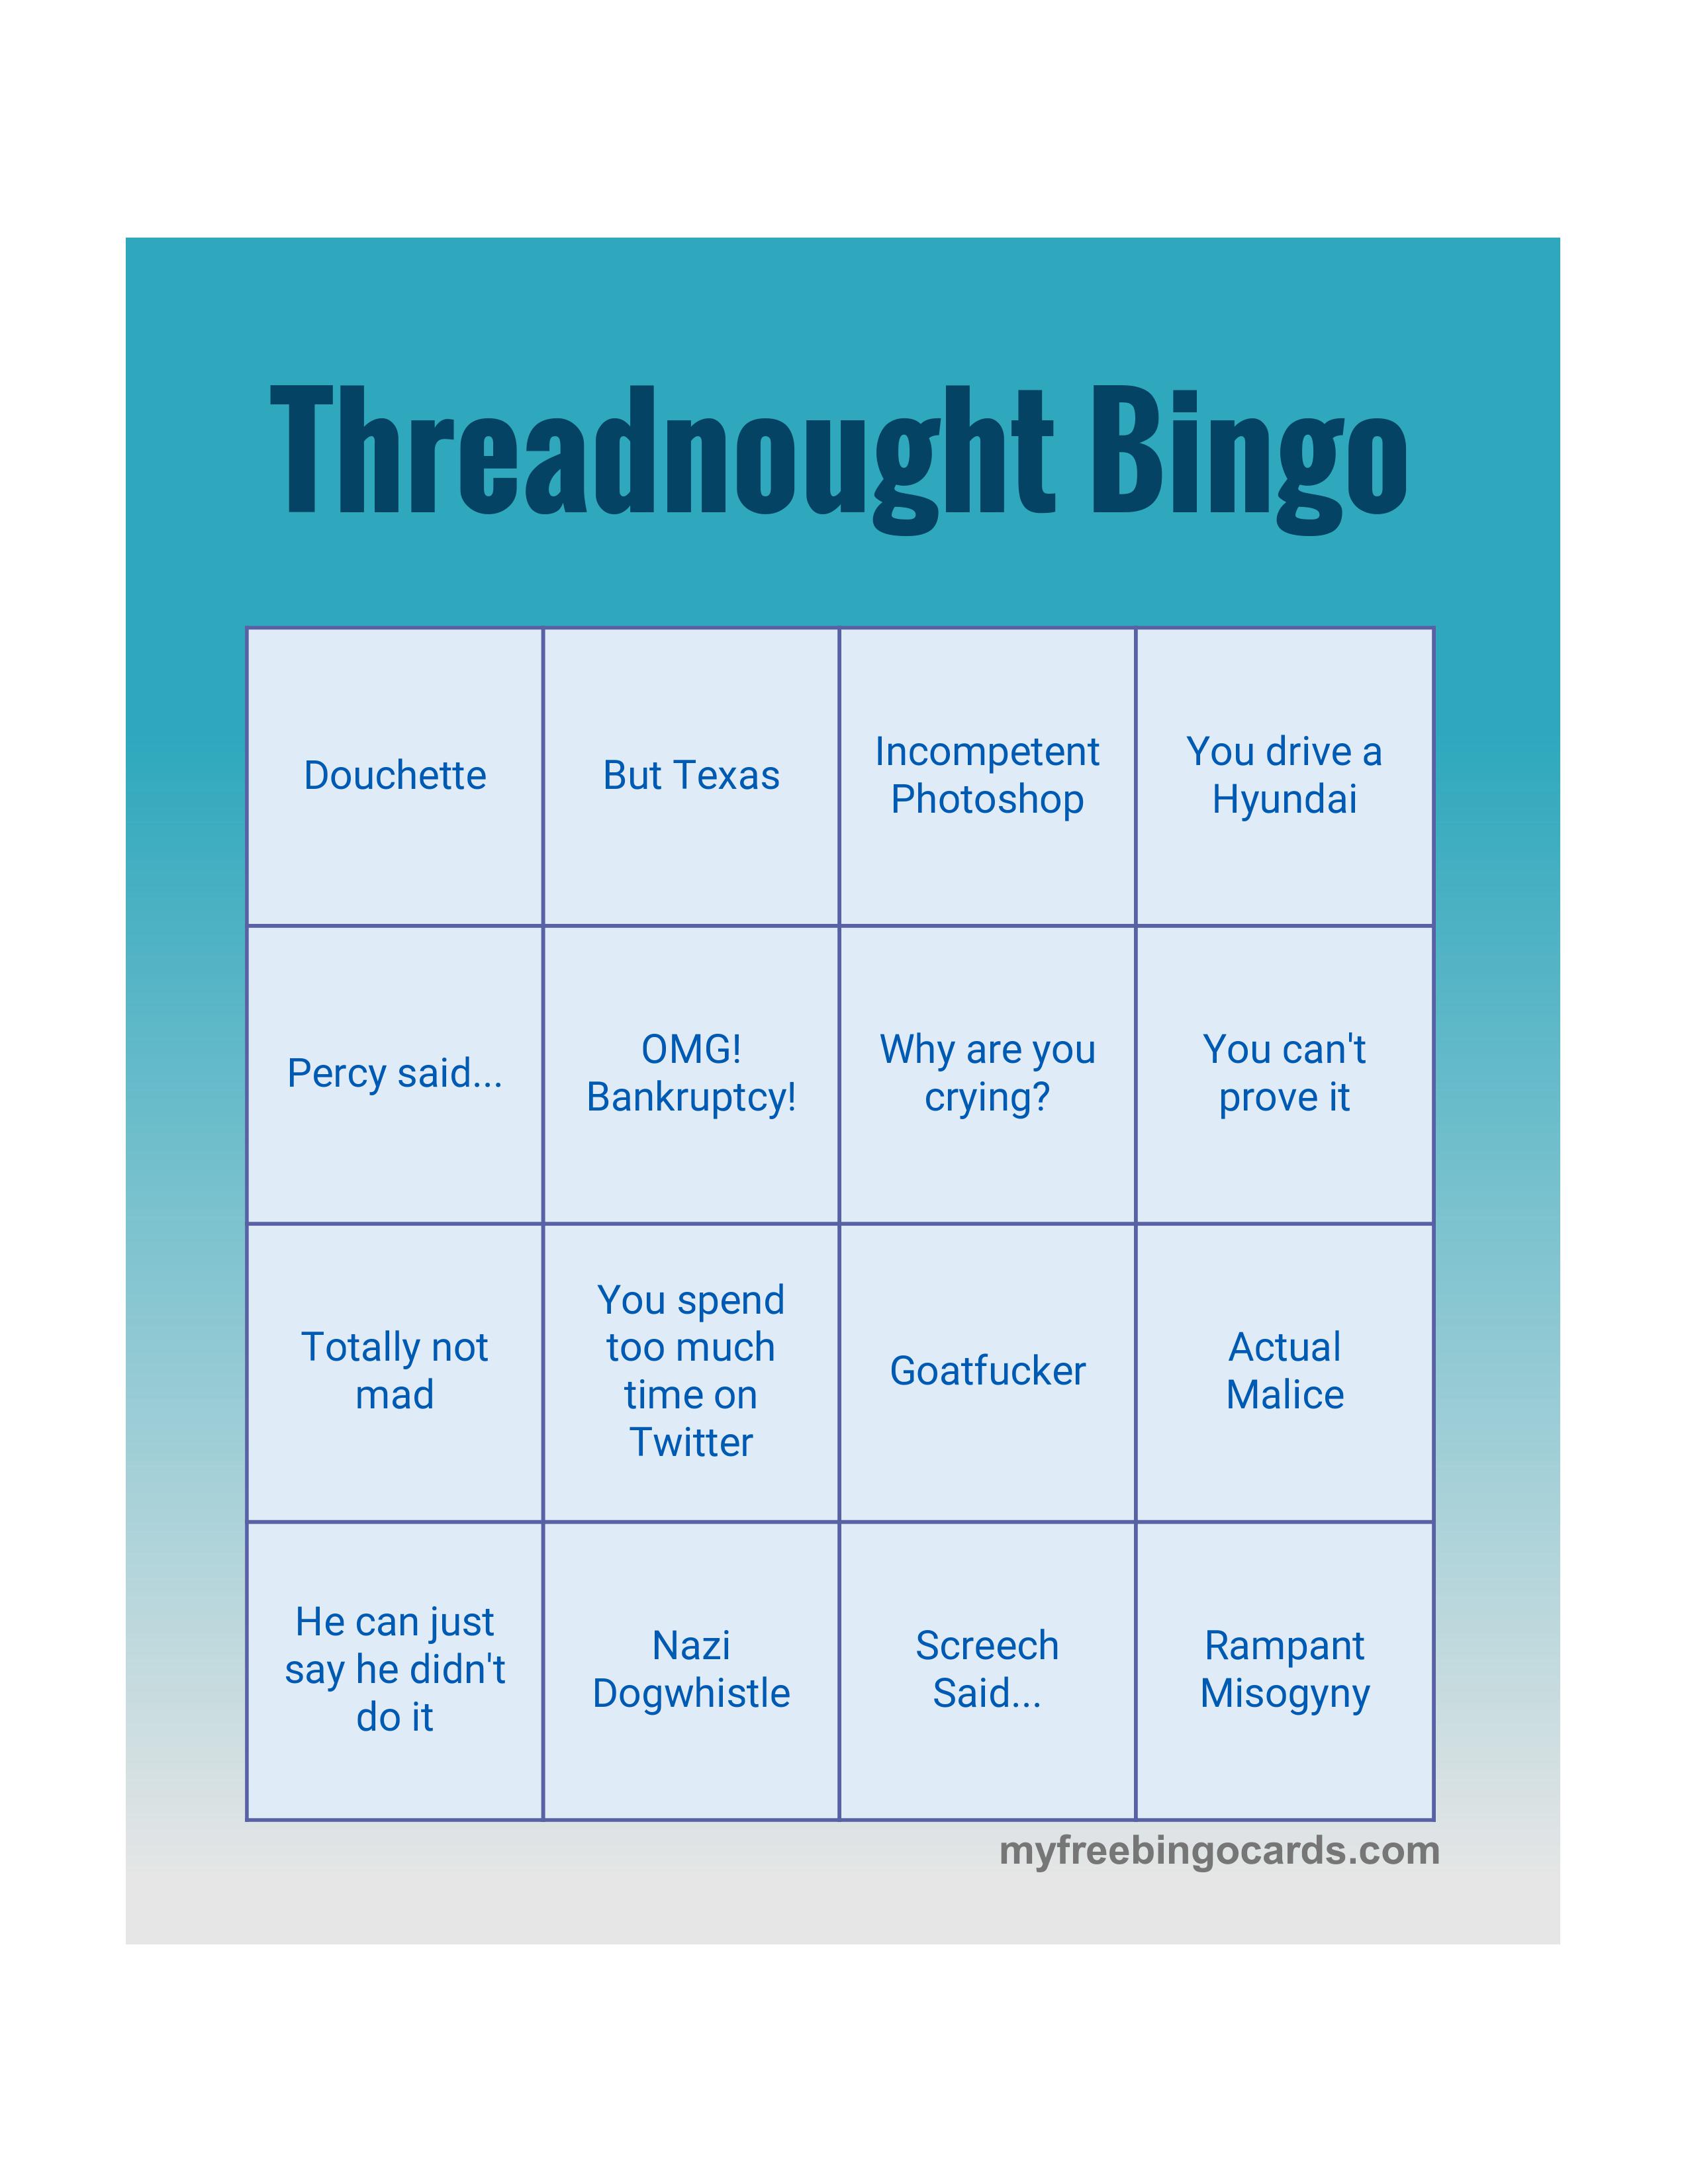 Threadnought Bingo
Douchette
But Texas
Incompetent
Photoshop
You drive a
Hyundai
Percy said...
OMG!
Bankruptcy!
Why are you
crying?
You can't
prove it
Totally not
mad
You spend
too much
time on
Twitter
Goatfucker
Actual
Malice
He can just
say he didn't
do it
Nazi
Dogwhistle
Screech
Said...
Rampant
Misogyny
myfreebingocards.com